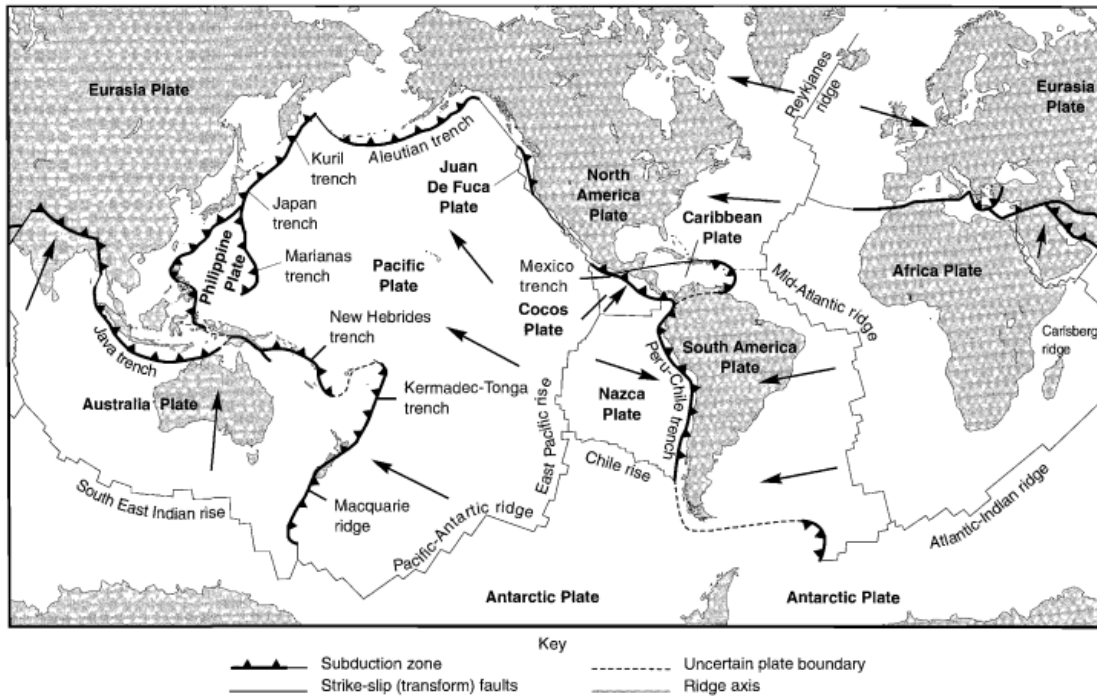 Eurasia Plate
Reykjanes
ridge
Eurasia
Plate
Aleutian trench
Kuril
trench
Juan
De Fuca
Plate
North
America
Plate
Japan
trench
Caribbean
Plate
Philippine
Plate
Marianas
trench
Pacific
Plate
Mexico
trench
Africa Plate
Mid-Atlantic ridge
Cocos
Plate
New Hebrides
trench
Carlsberg
ridge
Java trench
South America
Plate
Peru-Chile trench
Kermadec-Tonga
trench
Nazca
Plate
Australia Plate
East Pacific rise
Chile rise
South East Indian rise
Macquarie
ridge
Pacific-Antartic ridge
Atlantic-Indian ridge
Antarctic Plate
Antarctic Plate
Key
Subduction zone
Uncertain plate boundary
Strike-slip (transform) faults
Ridge axis